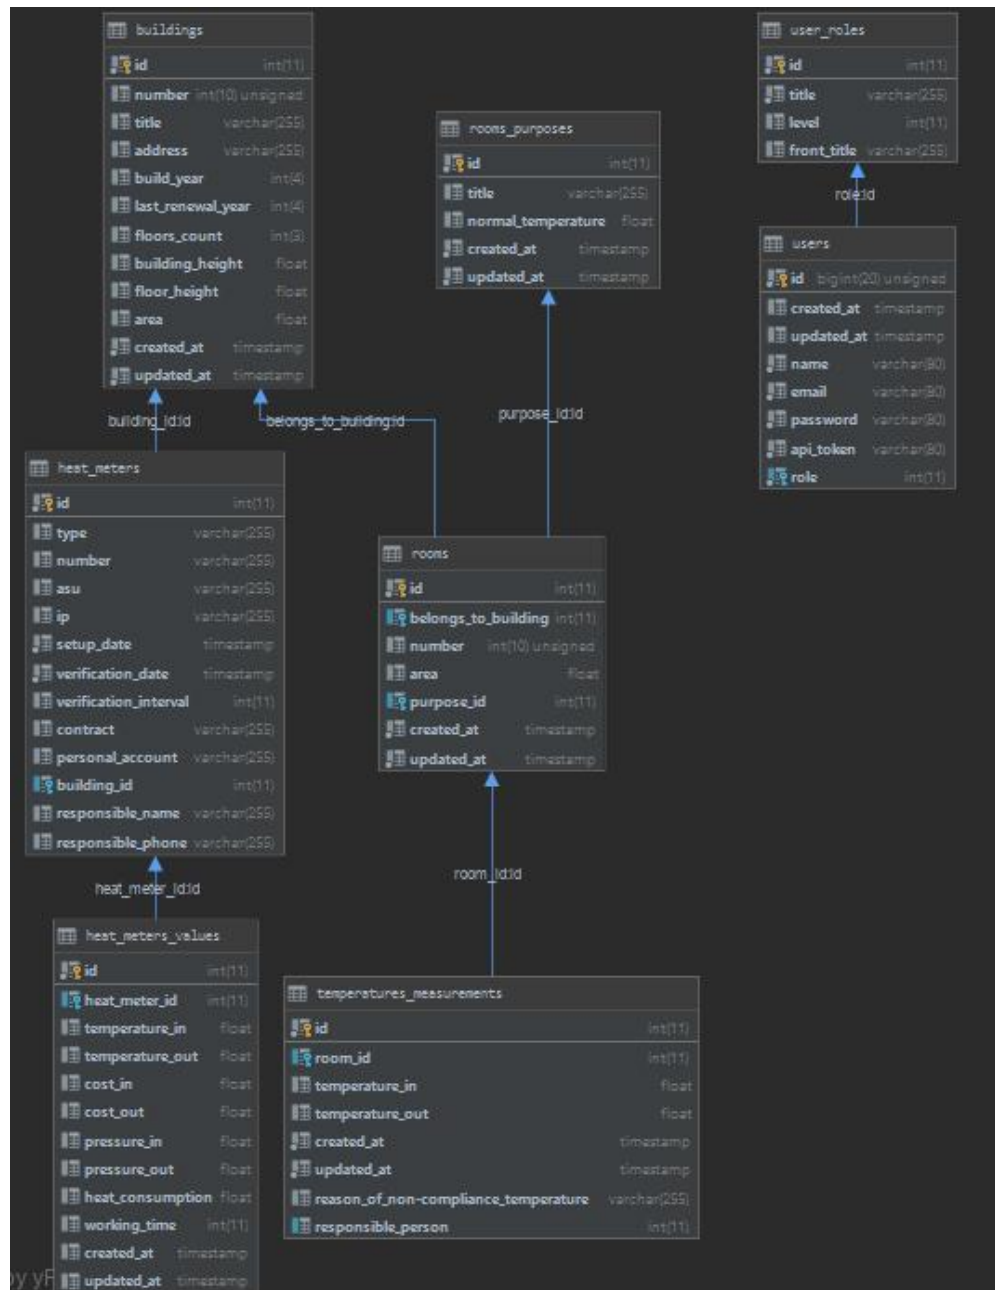 buildings
id int(11)
number int(10) unsigned
title varchar(255)
address varchar(255)
build_year int(4)
last_renewal_year int(4)
floors_count int(3)
building_height float
floor_height float
area float
created_at timestamp
updated_at timestamp
user_roles
id int(11)
title varchar(255)
level int(11)
front_title varchar(255)
rooms_purposes
id int(11)
title varchar(255)
normal_temperature float
created_at timestamp
updated_at timestamp
role:id
users
id bigint(20) unsigned
created_at timestamp
updated_at timestamp
name varchar(80)
email varchar(80)
password varchar(80)
api_token varchar(80)
role int(11)
building_id:id
belongs_to_building:id
purpose_id:id
heat_meters
id int(11)
type varchar(255)
number varchar(255)
asu varchar(255)
ip varchar(255)
setup_date timestamp
verification_date timestamp
verification_interval int(11)
contract varchar(255)
personal_account varchar(255)
building_id int(11)
responsible_name varchar(255)
responsible_phone varchar(255)
rooms
id int(11)
belongs_to_building int(11)
number int(10) unsigned
area float
purpose_id int(11)
created_at timestamp
updated_at timestamp
heat_meter_id:id
room_id:id
heat_meters_values
id int(11)
heat_meter_id int(11)
temperature_in float
temperature_out float
cost_in float
cost_out float
pressure_in float
pressure_out float
heat_consumption float
working_time int(11)
created_at timestamp
updated_at timestamp
temperatures_measurements
id int(11)
room_id int(11)
temperature_in float
temperature_out float
created_at timestamp
updated_at timestamp
reason_of_non-compliance_temperature varchar(255)
responsible_person int(11)